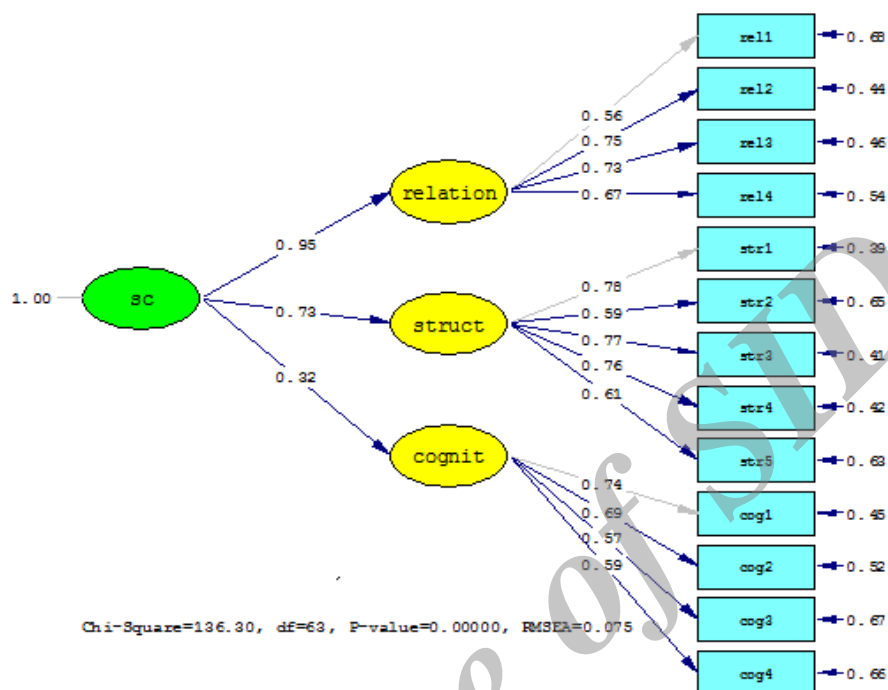 rel1
0.68
rel2
0.44
0.56
0.75
rel3
0.46
0.73
relation
rel4
0.54
0.67
0.95
str1
0.39
0.78
1.00
sc
str2
0.65
0.73
0.59
struct
0.77
str3
0.41
0.76
0.32
0.61
str4
0.42
cognit
str5
0.63
0.74
0.69
cog1
0.45
0.57
0.59
cog2
0.52
cog3
0.67
Chi-Square=136.30, df=63, P-value=0.00000, RMSEA=0.075
cog4
0.66
e of SID